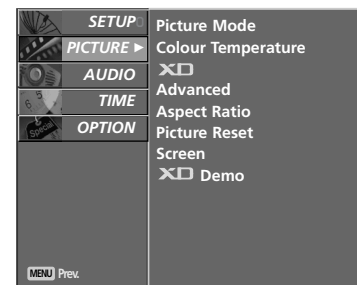 SETUP
PICTURE ►
AUDIO
TIME
OPTION
Picture Mode
Colour Temperature
XD
Advanced
Aspect Ratio
Picture Reset
Screen
XD Demo
MENU Prev.